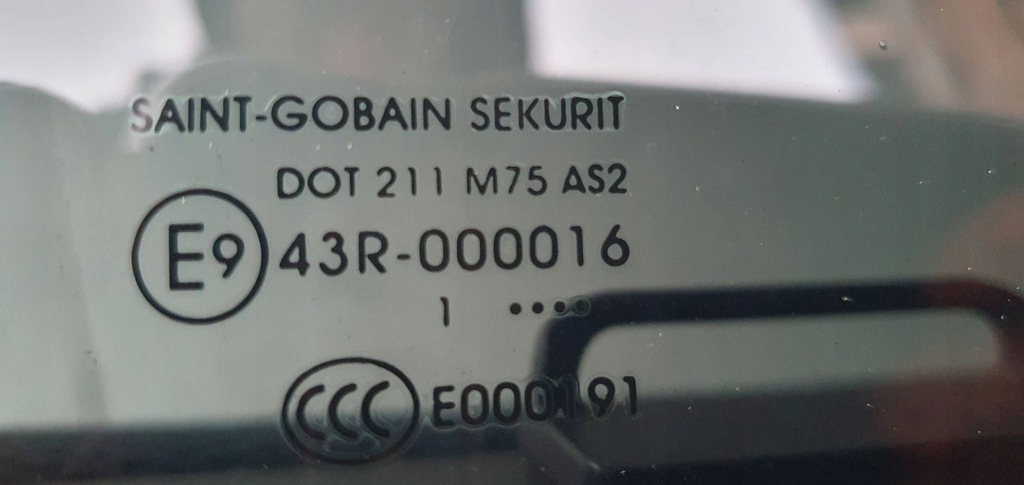 SAINT-GOBAIN SEKURIT
DOT 211 M75 AS2
E9 43R-000016
1 ••••
CCC E000191